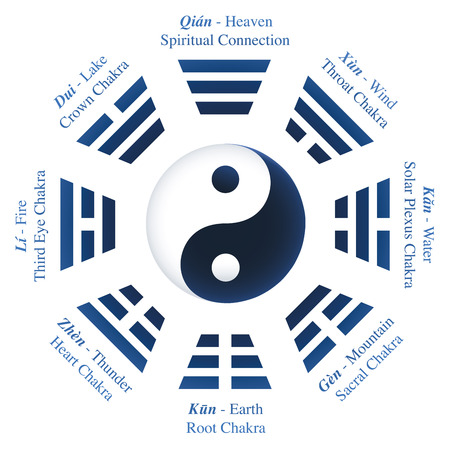 Qián - Heaven
Spiritual Connection
Xùn - Wind
Throat Chakra
Kǎn - Water
Solar Plexus Chakra
Gèn - Mountain
Sacral Chakra
Kūn - Earth
Root Chakra
Zhèn - Thunder
Heart Chakra
Lí - Fire
Third Eye Chakra
Duì - Lake
Crown Chakra